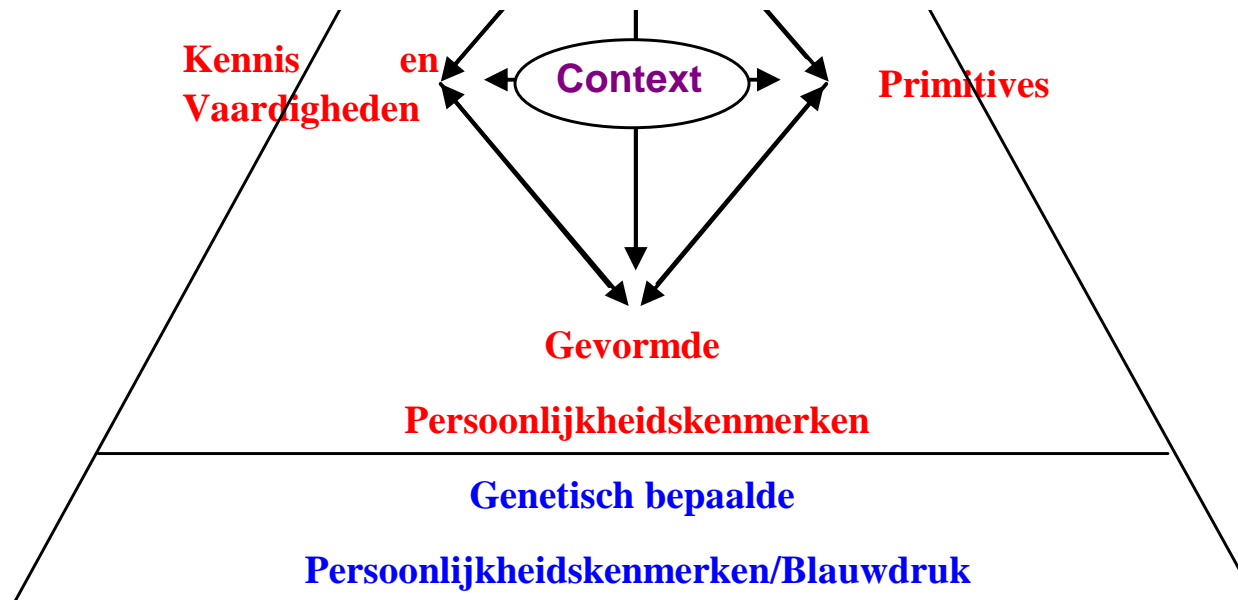 Kennis en
Vaardigheden
Context
Primitives
Gevormde
Persoonlijkheidskenmerken
Genetisch bepaalde
Persoonlijkheidskenmerken/Blauwdruk